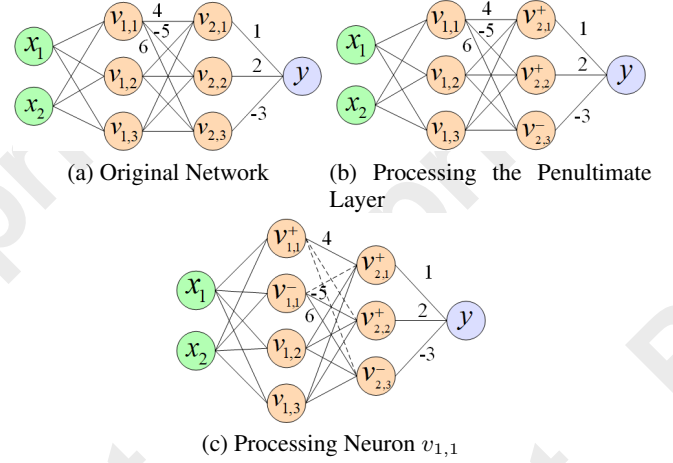 4
v1,1
v2,1
1
-5
x1
6
v1,2
v2,2
2
y
x2
v1,3
v2,3
-3
(a) Original Network
4
v1,1
v+2,1
1
-5
x1
6
v1,2
v+2,2
2
y
x2
v1,3
v−2,3
-3
(b) Processing the Penultimate
Layer
v+1,1
4
v+2,1
1
x1
v−1,1
-5
6
v+2,2
2
y
x2
v1,2
-3
v−2,3
v1,3
(c) Processing Neuron v1,1